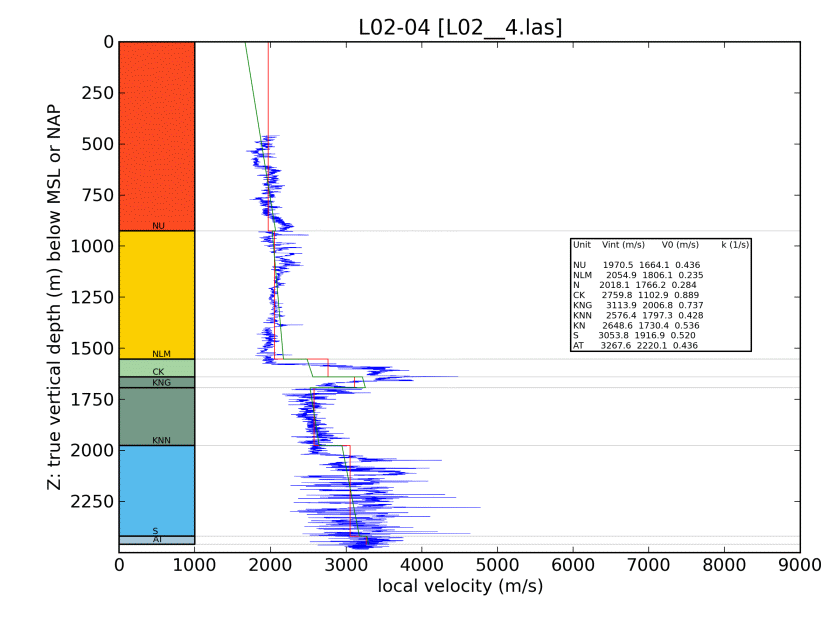 L02-04 [L02__4.las]
Z: true vertical depth (m) below MSL or NAP
0
250
500
750
1000
1250
1500
1750
2000
2250
NU
NLM
CK
KNG
KNN
S
AT
Unit Vint (m/s) V0 (m/s) k (1/s)
NU 1970.5 1664.1 0.436
NLM 2054.9 1806.1 0.235
N 2018.1 1766.2 0.284
CK 2759.8 1102.9 0.889
KNG 3113.9 2006.8 0.737
KNN 2576.4 1797.3 0.428
KN 2648.6 1730.4 0.536
S 3053.8 1916.9 0.520
AT 3267.6 2220.1 0.436
0 1000 2000 3000 4000 5000 6000 7000 8000 9000
local velocity (m/s)